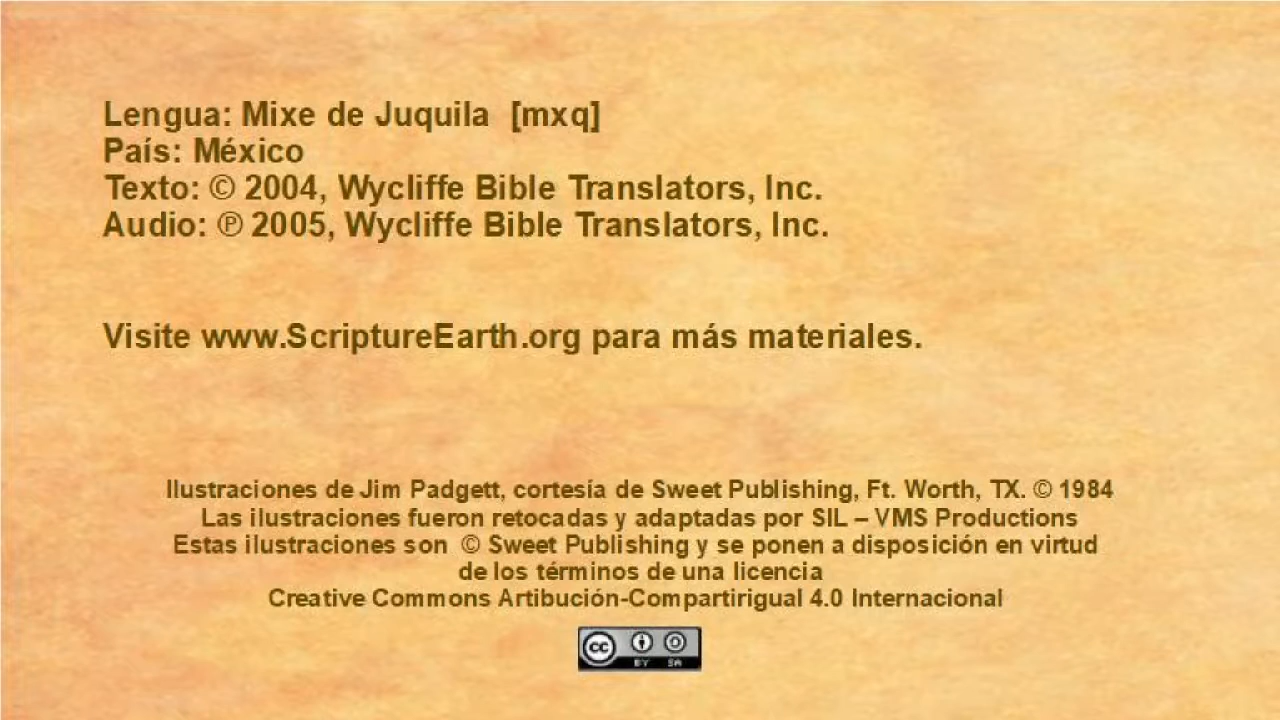 Lengua: Mixe de Juquila [mxq]
País: México
Texto: © 2004, Wycliffe Bible Translators, Inc.
Audio: ℗ 2005, Wycliffe Bible Translators, Inc.
Visite www.ScriptureEarth.org para más materiales.
Ilustraciones de Jim Padgett, cortesía de Sweet Publishing, Ft. Worth, TX. © 1984
Las ilustraciones fueron retocadas y adaptadas por SIL – VMS Productions
Estas ilustraciones son © Sweet Publishing y se ponen a disposición en virtud
de los términos de una licencia
Creative Commons Artibución-Compartirigual 4.0 Internacional
cc BY SA